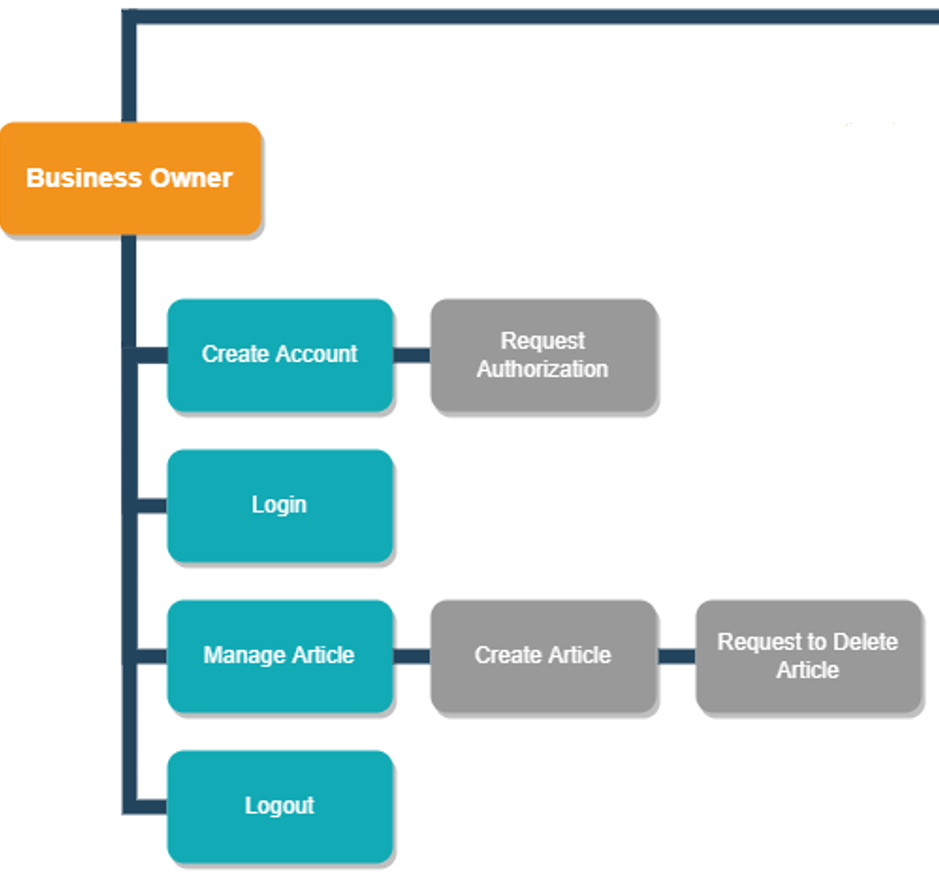 Business Owner
Create Account
Request
Authorization
Login
Manage Article
Create Article
Request to Delete
Article
Logout